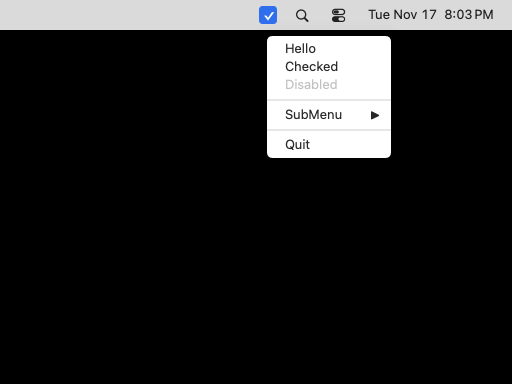 Tue Nov 17 8:03 PM
Hello
Checked
Disabled
SubMenu
Quit